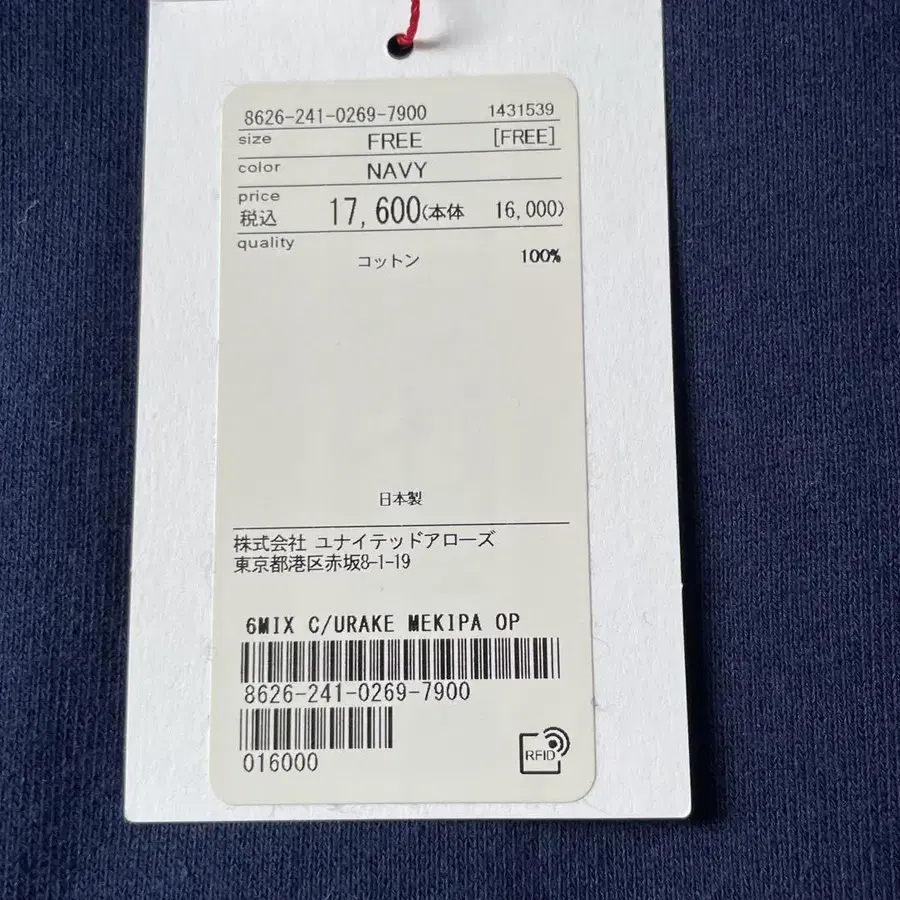 8626-241-0269-7900 1431539
size FREE [FREE]
color NAVY
price
税込 17,600(本体 16,000)
quality
コットン 100%
日本製
株式会社 ユナイテッドアローズ
東京都港区赤坂8-1-19
6MIX C/URAKE MEKIPA OP
8626-241-0269-7900
016000
RFID